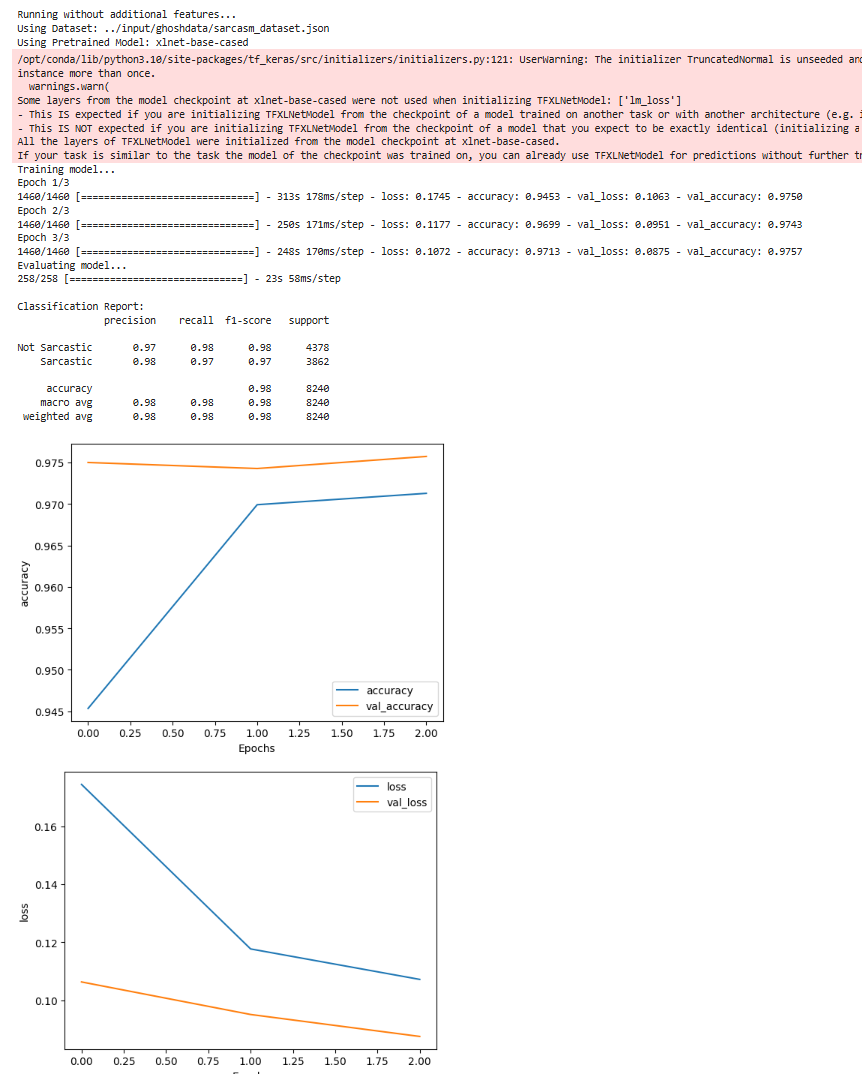 Running without additional features...
Using Dataset: ../input/ghoshdata/sarcasm_dataset.json
Using Pretrained Model: xlnet-base-cased
/opt/conda/lib/python3.10/site-packages/tf_keras/src/initializers/initializers.py:121: UserWarning: The initializer TruncatedNormal is unseeded and
instance more than once.
warnings.warn(
Some layers from the model checkpoint at xlnet-base-cased were not used when initializing TFXLNetModel: ['lm_loss']
- This IS expected if you are initializing TFXLNetModel from the checkpoint of a model trained on another task or with another architecture (e.g.
- This IS NOT expected if you are initializing TFXLNetModel from the checkpoint of a model that you expect to be exactly identical (initializing a
All the layers of TFXLNetModel were initialized from the model checkpoint at xlnet-base-cased.
If your task is similar to the task the model of the checkpoint was trained on, you can already use TFXLNetModel for predictions without further
Training model...
Epoch 1/3
1460/1460 [==============================] - 313s 178ms/step - loss: 0.1745 - accuracy: 0.9453 - val_loss: 0.1063 - val_accuracy: 0.9750
Epoch 2/3
1460/1460 [==============================] - 250s 171ms/step - loss: 0.1177 - accuracy: 0.9699 - val_loss: 0.0951 - val_accuracy: 0.9743
Epoch 3/3
1460/1460 [==============================] - 248s 170ms/step - loss: 0.1072 - accuracy: 0.9713 - val_loss: 0.0875 - val_accuracy: 0.9757
Evaluating model...
258/258 [==============================] - 23s 58ms/step
Classification Report:
precision recall f1-score support
Not Sarcastic 0.97 0.98 0.98 4378
Sarcastic 0.98 0.97 0.97 3862
accuracy 0.98 8240
macro avg 0.98 0.98 0.98 8240
weighted avg 0.98 0.98 0.98 8240
0.975
0.970
0.965
0.960
0.955
0.950
0.945
accuracy
accuracy
val_accuracy
0.00 0.25 0.50 0.75 1.00 1.25 1.50 1.75 2.00
Epochs
loss
val_loss
0.16
0.14
0.12
0.10
loss
0.00 0.25 0.50 0.75 1.00 1.25 1.50 1.75 2.00